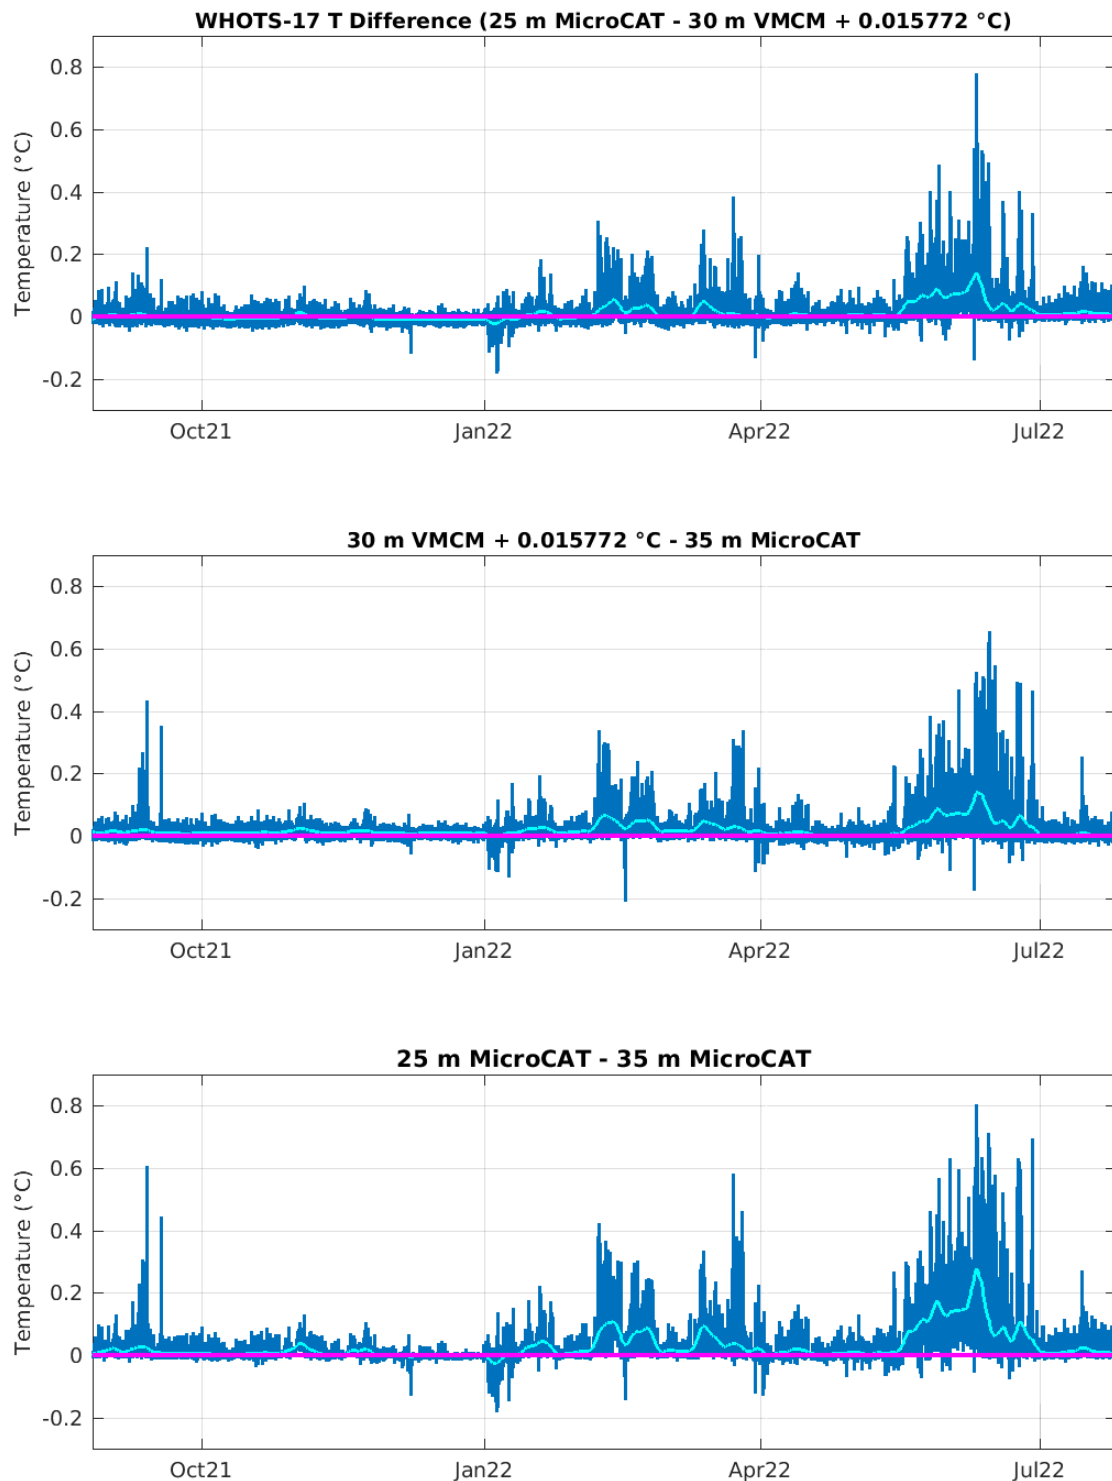 WHOTS-17 T Difference (25 m MicroCAT - 30 m VMCM + 0.015772 °C)
Temperature (°C)
0.8
0.6
0.4
0.2
0
-0.2
Oct21 Jan22 Apr22 Jul22
30 m VMCM + 0.015772 °C - 35 m MicroCAT
Temperature (°C)
0.8
0.6
0.4
0.2
0
-0.2
Oct21 Jan22 Apr22 Jul22
25 m MicroCAT - 35 m MicroCAT
Temperature (°C)
0.8
0.6
0.4
0.2
0
-0.2
Oct21 Jan22 Apr22 Jul22